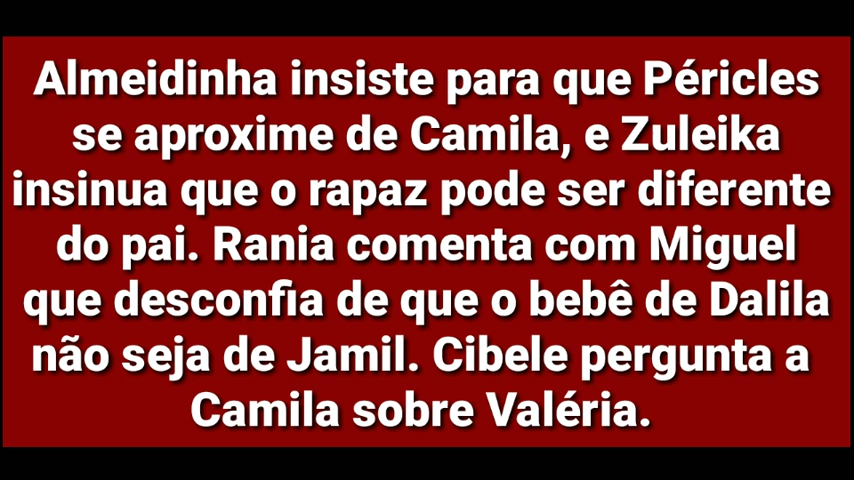 Almeidinha insiste para que Péricles
se aproxime de Camila, e Zuleika
insinua que o rapaz pode ser diferente
do pai. Rania comenta com Miguel
que desconfia de que o bebê de Dalila
não seja de Jamil. Cibele pergunta a
Camila sobre Valéria.